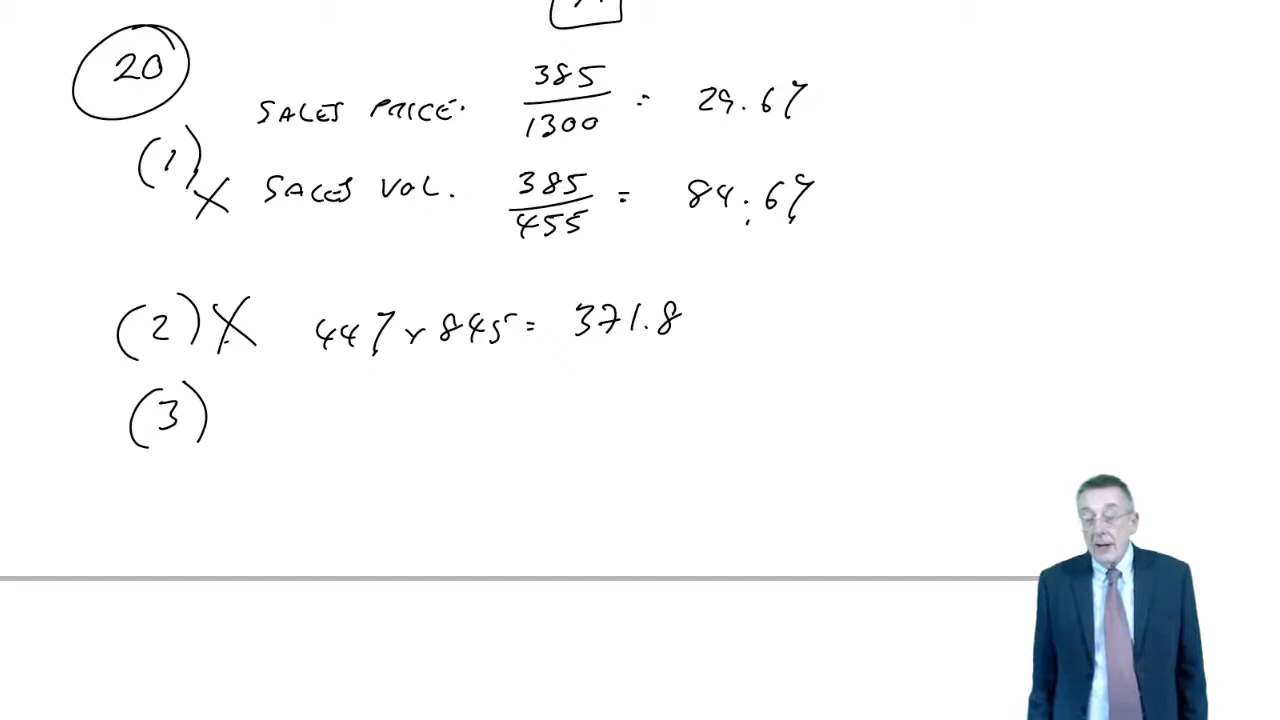 20
SALES PRICE. 385/1300 = 29.6%
(1) X SALES VOL. 385/455 = 84.6%
(2) X 44% x 845 = 371.8
(3)